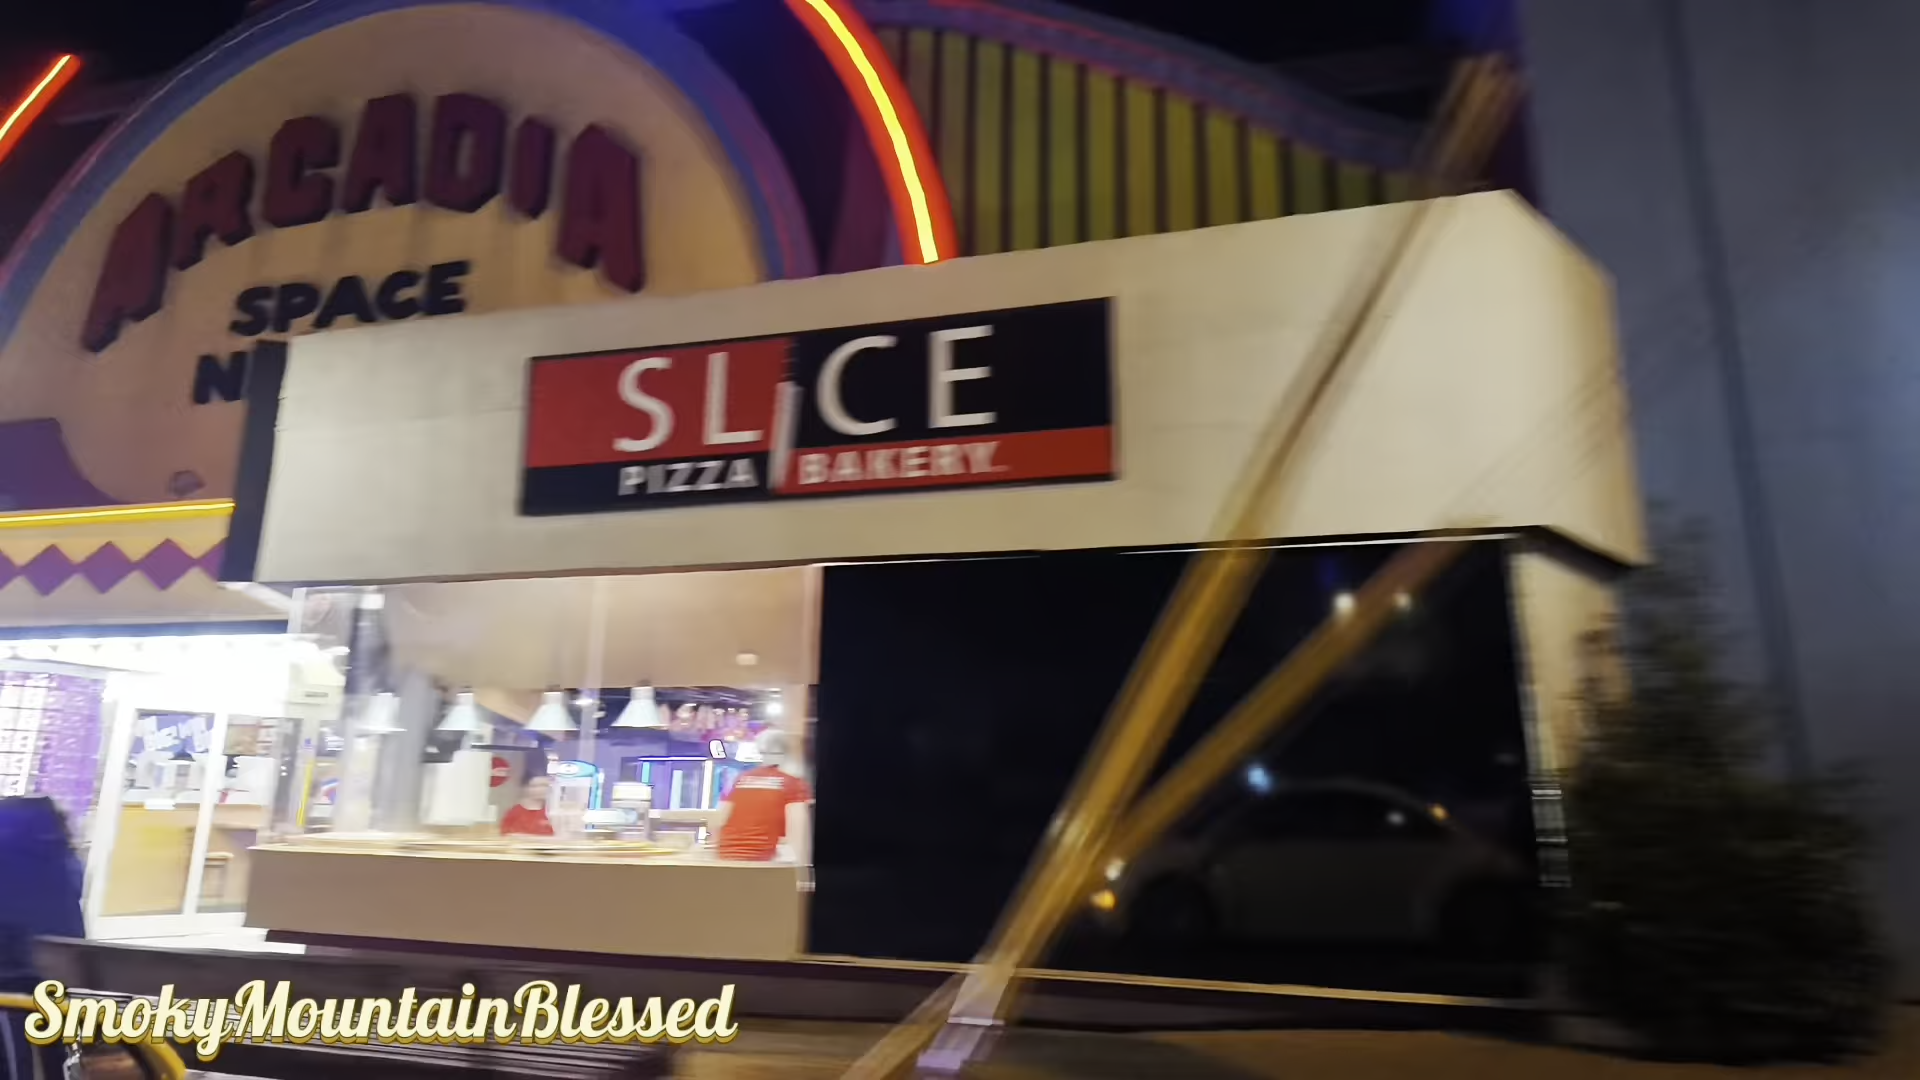 ARCADIA
SPACE
SLICE
PIZZA BAKERY
SmokyMountainBlessed